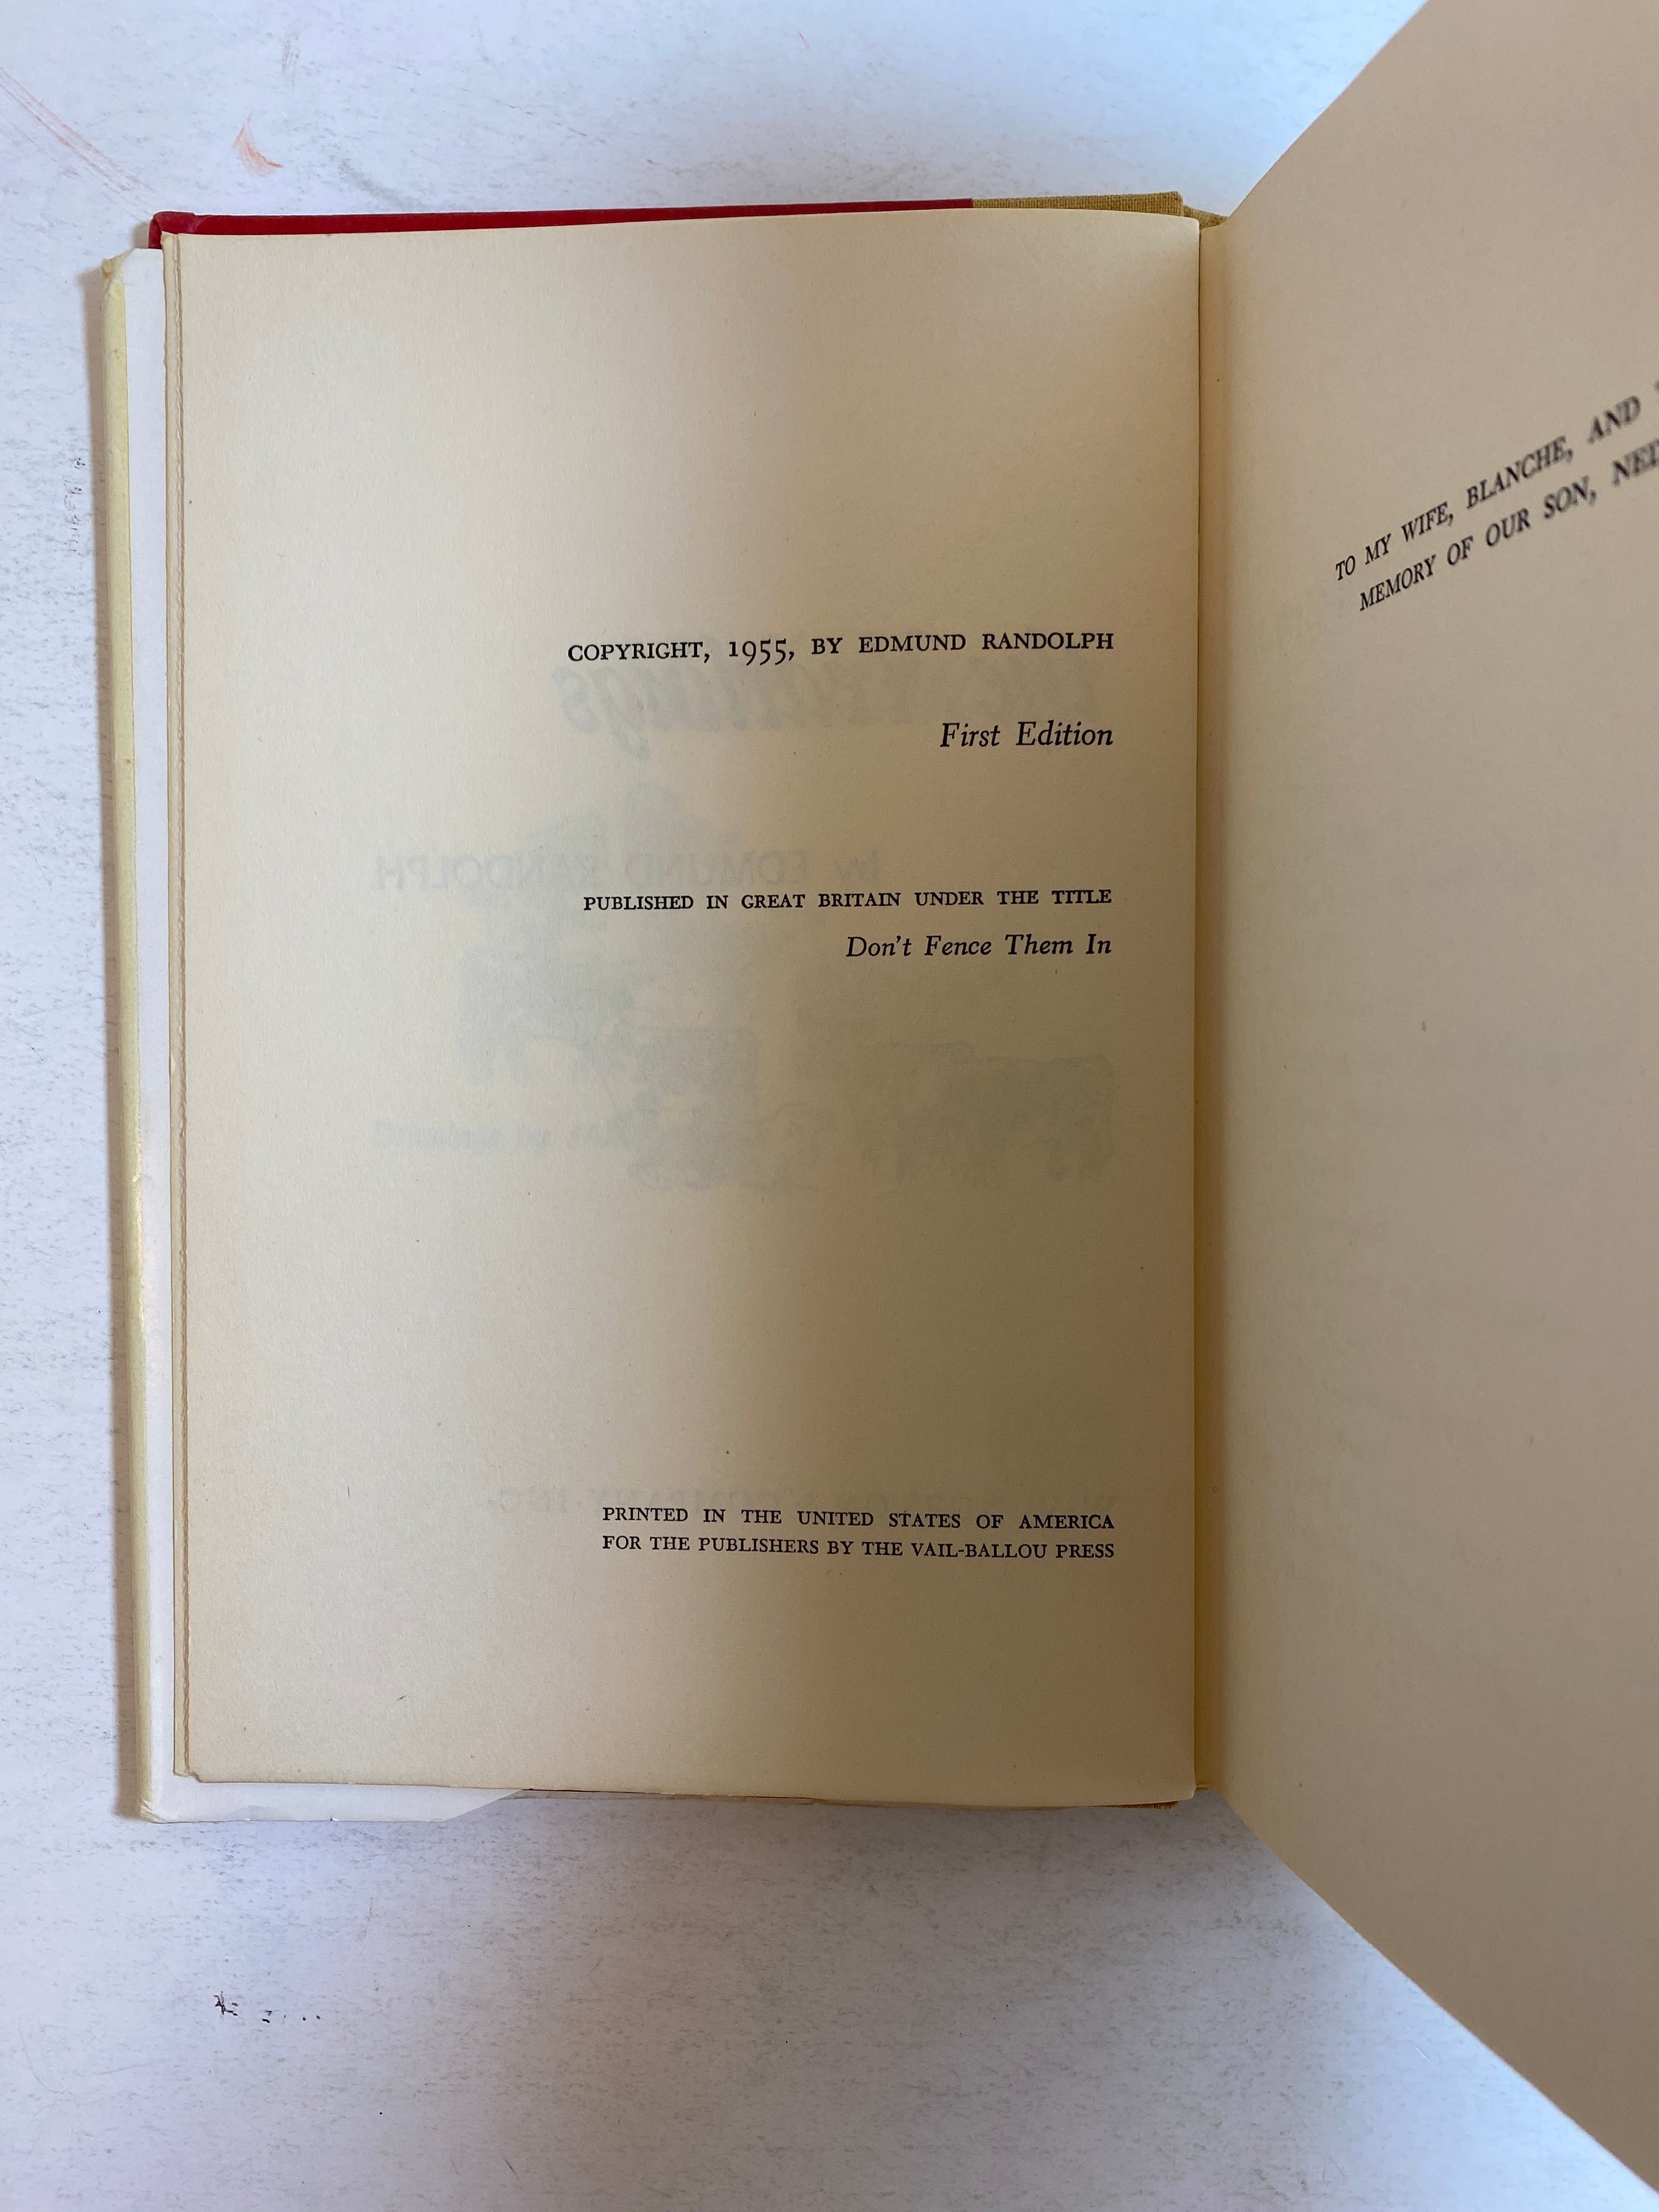 COPYRIGHT, 1955, BY EDMUND RANDOLPH
First Edition
PUBLISHED IN GREAT BRITAIN UNDER THE TITLE
Don't Fence Them In
PRINTED IN THE UNITED STATES OF AMERICA
FOR THE PUBLISHERS BY THE VAIL-BALLOU PRESS
TO MY WIFE, BLANCHE, AND
MEMORY OF OUR SON, NED